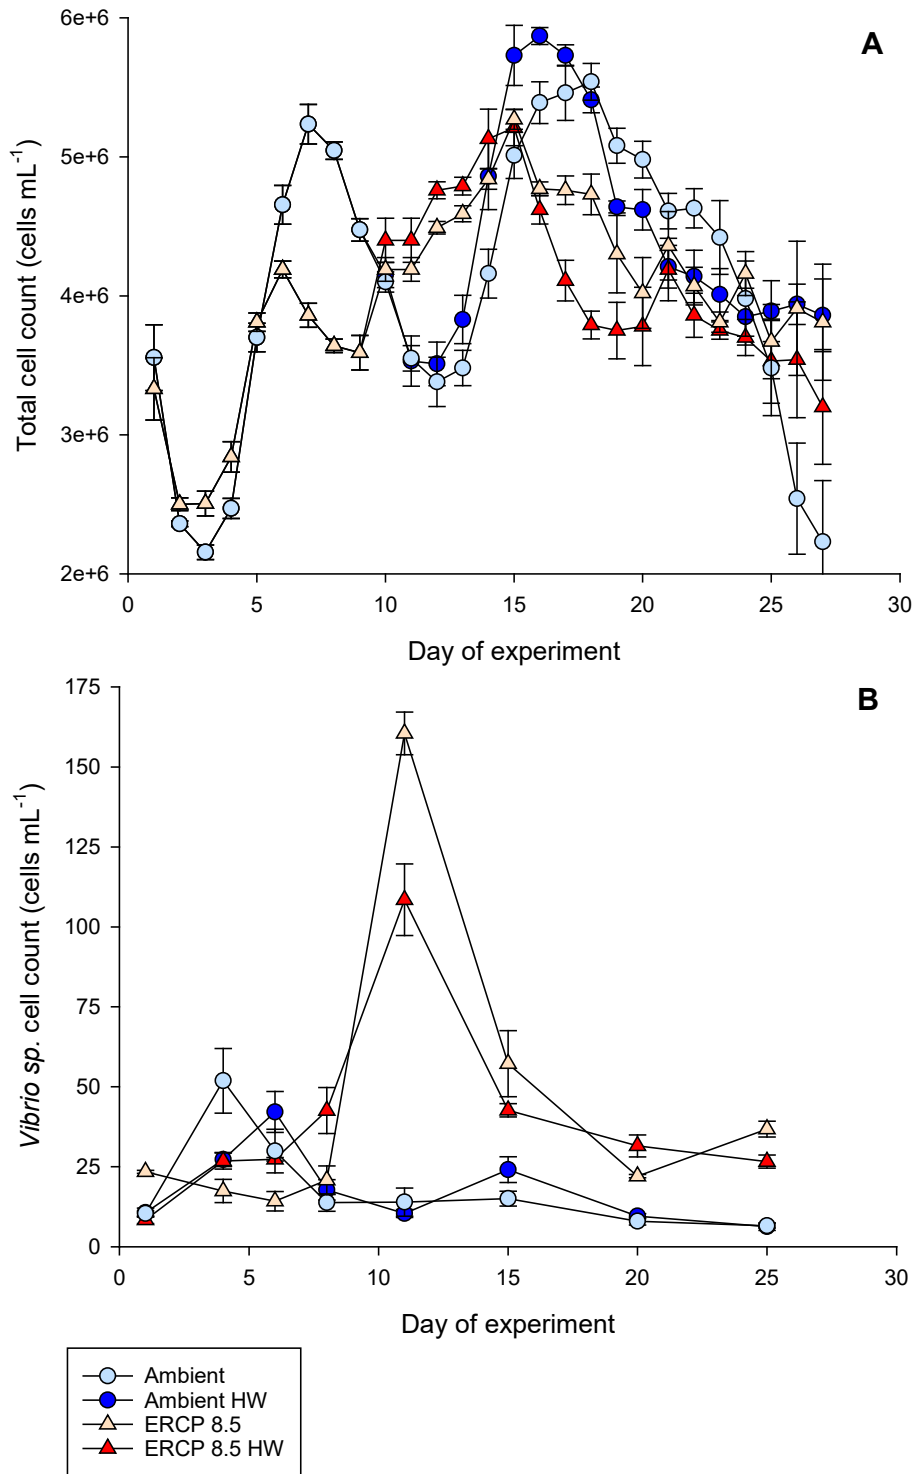 A
6e+6
5e+6
4e+6
3e+6
2e+6
Total cell count (cells mL⁻¹)
0 5 10 15 20 25 30
Day of experiment
B
175
150
125
100
75
50
25
0
Vibrio sp. cell count (cells mL⁻¹)
0 5 10 15 20 25 30
Day of experiment
Ambient
Ambient HW
ERCP 8.5
ERCP 8.5 HW